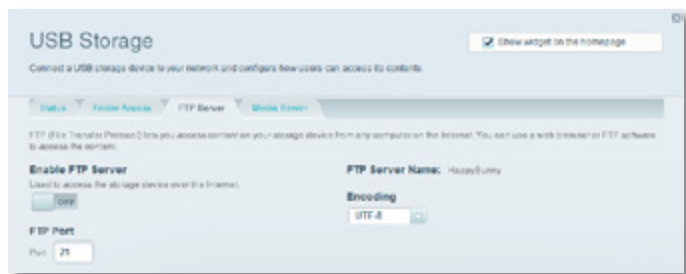 USB Storage
Show widget on the homepage
Connect a USB storage device to your network and configure how users can access its contents.
Status Folder Access FTP Server Media Server
FTP (File Transfer Protocol) lets you access content on your storage device from any computer on the Internet. You can use a web browser or FTP software
to access the content.
Enable FTP Server
FTP Server Name: HappyBunny
Used to access the storage device over the Internet.
OFF
Encoding
UTF-8
FTP Port
Port 21